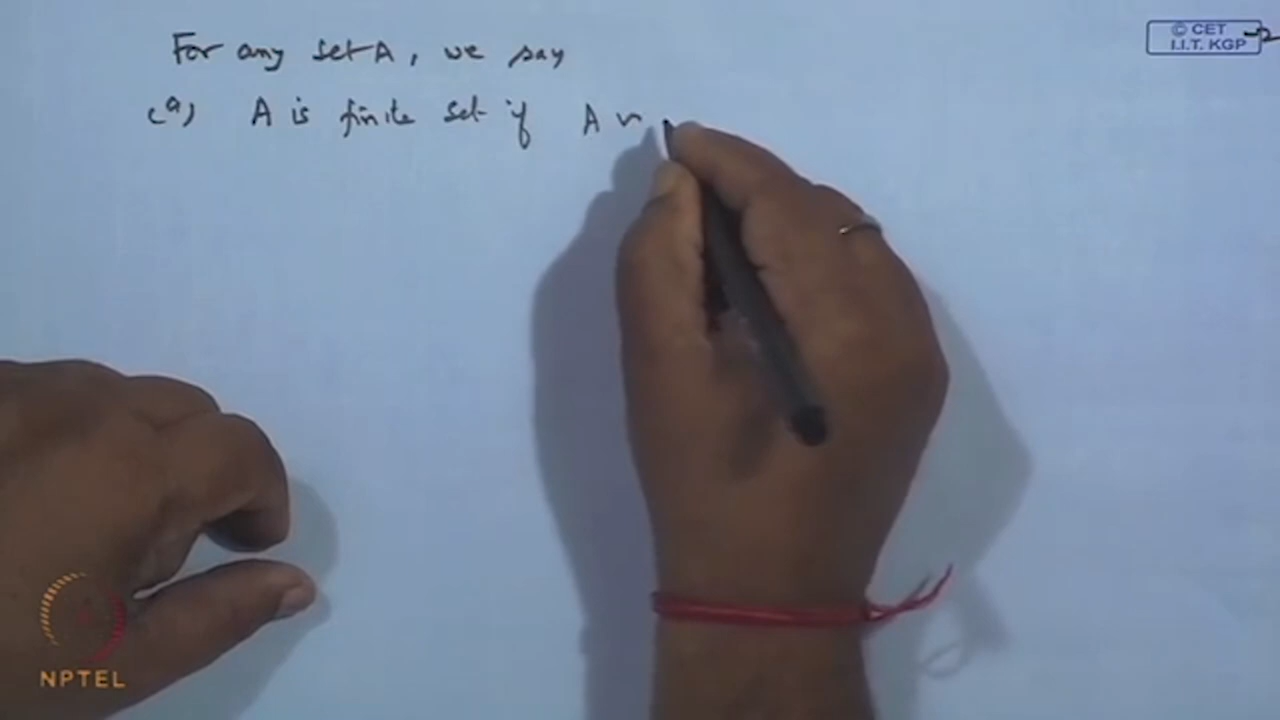 For any set A, we say
(a) A is finite set if A ~
© CET
I.I.T. KGP
NPTEL